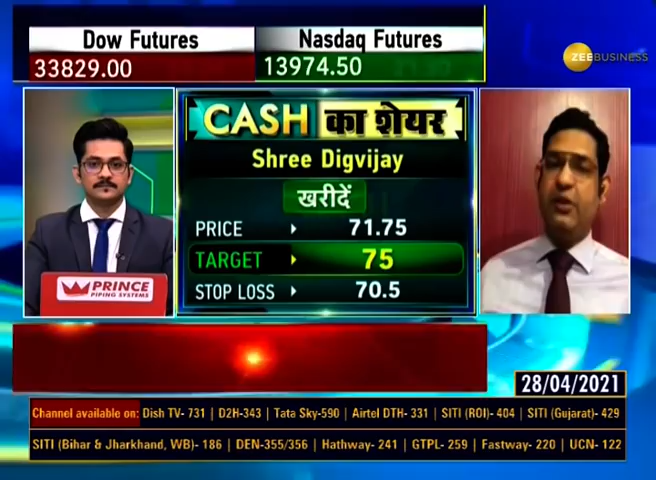 Dow Futures
33829.00
Nasdaq Futures
13974.50
ZEEBUSINESS
CASH का शेयर
Shree Digvijay
खरीदें
PRICE 71.75
TARGET 75
STOP LOSS 70.5
PRINCE
PIPING SYSTEMS
28/04/2021
Channel available on: Dish TV- 731 | D2H-343 | Tata Sky-590 | Airtel DTH- 331 | SITI (ROI)- 404 | SITI (Gujarat)- 429
SITI (Bihar & Jharkhand, WB)- 186 | DEN-355/356 | Hathway- 241 | GTPL- 259 | Fastway- 220 | UCN- 122